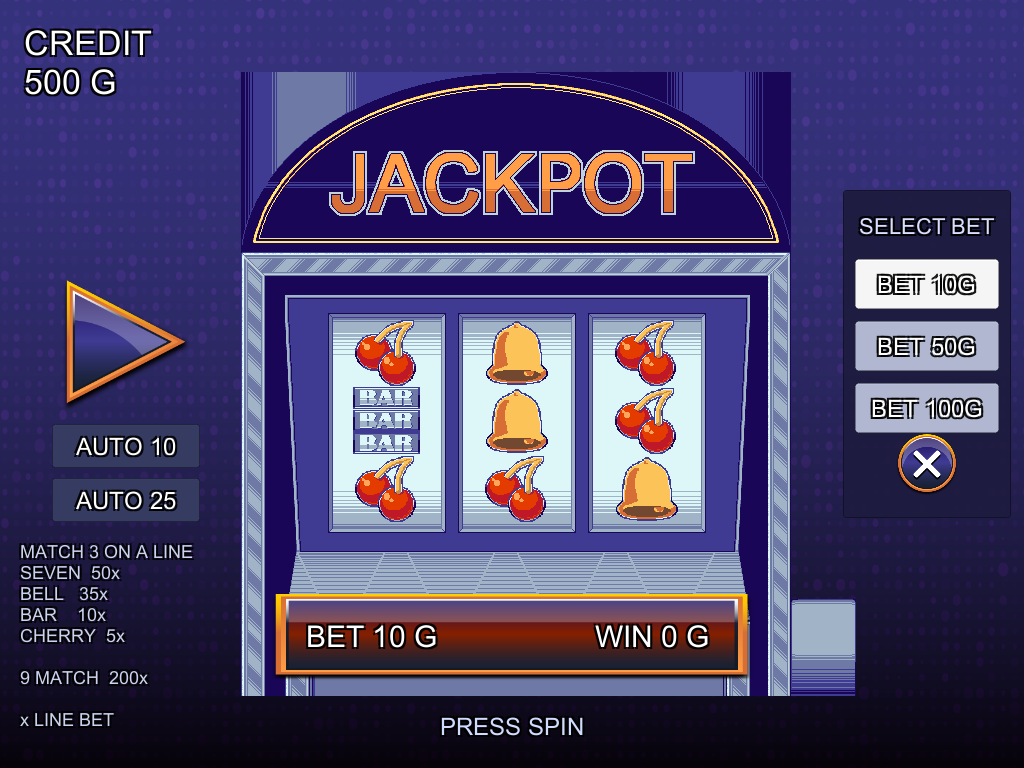 CREDIT
500 G
JACKPOT
SELECT BET
BET 10G
BET 50G
BET 100G
BAR
BAR
BAR
AUTO 10
AUTO 25
MATCH 3 ON A LINE
SEVEN 50x
BELL 35x
BAR 10x
CHERRY 5x
9 MATCH 200x
x LINE BET
BET 10 G
WIN 0 G
PRESS SPIN